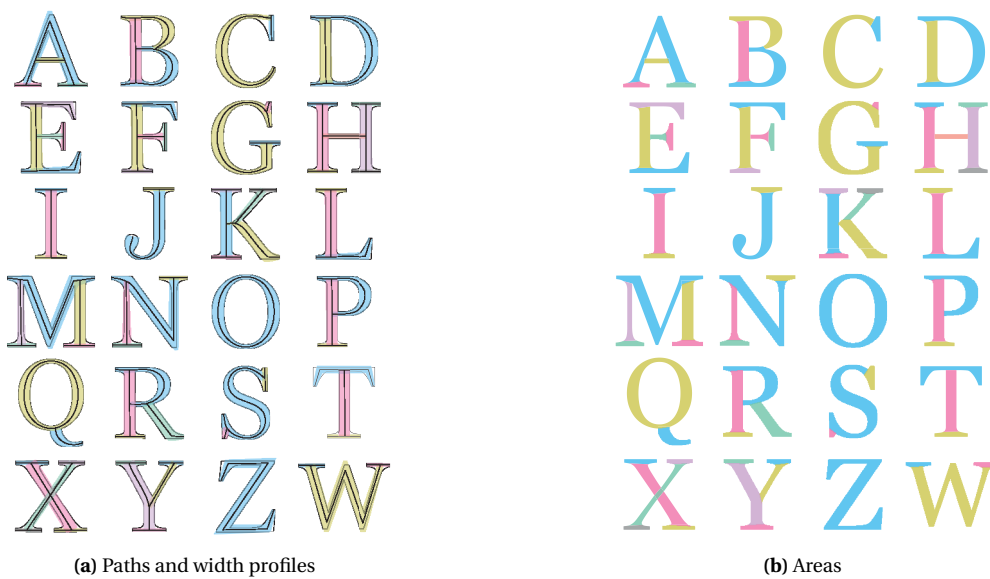 A B C D A B C D
E F G H E F G H
I J K L I J K L
M N O P M N O P
Q R S T Q R S T
X Y Z W X Y Z W
(a) Paths and width profiles
(b) Areas